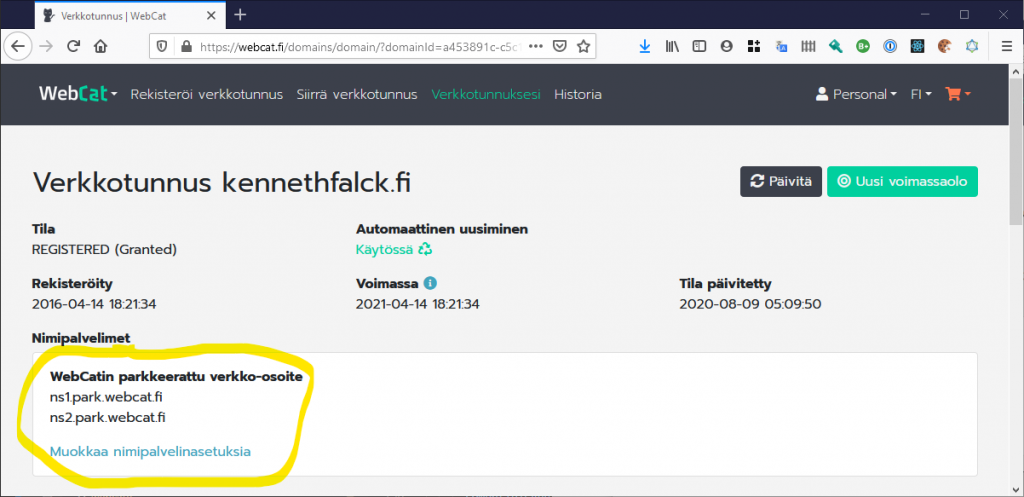 Verkkotunnus | WebCat
https://webcat.fi/domains/domain/?domainId=a453891c-c5c
WebCat Rekisteröi verkkotunnus Siirrä verkkotunnus Verkkotunnuksesi Historia Personal FI
Verkkotunnus kennethfalck.fi
Päivitä Uusi voimassaolo
Tila Automaattinen uusiminen
REGISTERED (Granted) Käytössä
Rekisteröity Voimassa Tila päivitetty
2016-04-14 18:21:34 2021-04-14 18:21:34 2020-08-09 05:09:50
Nimipalvelimet
WebCatin parkkeerattu verkko-osoite
ns1.park.webcat.fi
ns2.park.webcat.fi
Muokkaa nimipalvelinasetuksia